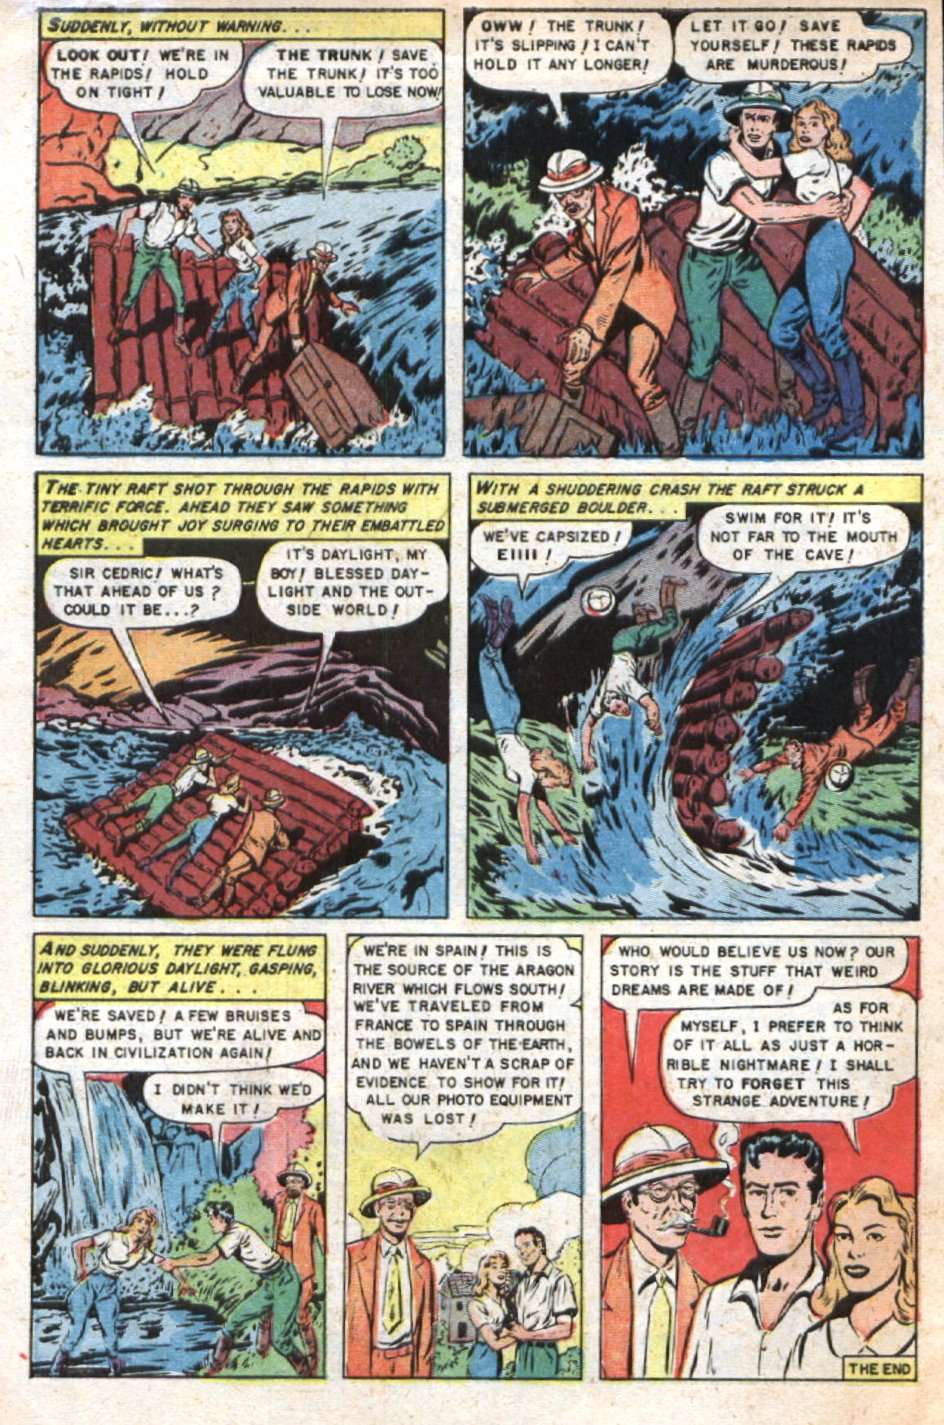 SUDDENLY, WITHOUT WARNING...
LOOK OUT! WE'RE IN
THE RAPIDS! HOLD
ON TIGHT!
THE TRUNK! SAVE
THE TRUNK! IT'S TOO
VALUABLE TO LOSE NOW!
OWW! THE TRUNK!
IT'S SLIPPING! I CAN'T
HOLD IT ANY LONGER!
LET IT GO! SAVE
YOURSELF! THESE RAPIDS
ARE MURDEROUS!
THE TINY RAFT SHOT THROUGH THE RAPIDS WITH
TERRIFIC FORCE. AHEAD THEY SAW SOMETHING
WHICH BROUGHT JOY SURGING TO THEIR EMBATTLED
HEARTS...
SIR CEDRIC! WHAT'S
THAT AHEAD OF US?
COULD IT BE...?
IT'S DAYLIGHT, MY
BOY! BLESSED DAY-
LIGHT AND THE OUT-
SIDE WORLD!
WITH A SHUDDERING CRASH THE RAFT STRUCK A
SUBMERGED BOULDER...
WE'VE CAPSIZED!
EIIII!
SWIM FOR IT! IT'S
NOT FAR TO THE MOUTH
OF THE CAVE!
AND SUDDENLY, THEY WERE FLUNG
INTO GLORIOUS DAYLIGHT, GASPING,
BLINKING, BUT ALIVE...
WE'RE SAVED! A FEW BRUISES
AND BUMPS, BUT WE'RE ALIVE AND
BACK IN CIVILIZATION AGAIN!
I DIDN'T THINK WE'D
MAKE IT!
WE'RE IN SPAIN! THIS IS
THE SOURCE OF THE ARAGON
RIVER WHICH FLOWS SOUTH!
WE'VE TRAVELED FROM
FRANCE TO SPAIN THROUGH
THE BOWELS OF THE EARTH,
AND WE HAVEN'T A SCRAP OF
EVIDENCE TO SHOW FOR IT!
ALL OUR PHOTO EQUIPMENT
WAS LOST!
WHO WOULD BELIEVE US NOW? OUR
STORY IS THE STUFF THAT WEIRD
DREAMS ARE MADE OF!
AS FOR
MYSELF, I PREFER TO THINK
OF IT ALL AS JUST A HOR-
RIBLE NIGHTMARE! I SHALL
TRY TO FORGET THIS
STRANGE ADVENTURE!
THE END